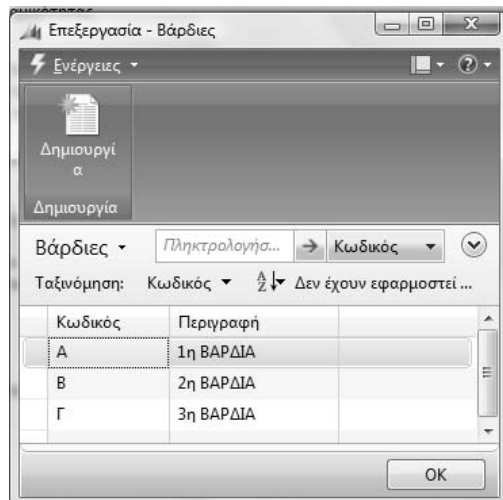 Επεξεργασία - Βάρδιες
Ενέργειες
Δημιουργί
α
Δημιουργία
Βάρδιες Πληκτρολογήσ... Κωδικός
Ταξινόμηση: Κωδικός Δεν έχουν εφαρμοστεί ...
Κωδικός Περιγραφή
Α 1η ΒΑΡΔΙΑ
Β 2η ΒΑΡΔΙΑ
Γ 3η ΒΑΡΔΙΑ
OK